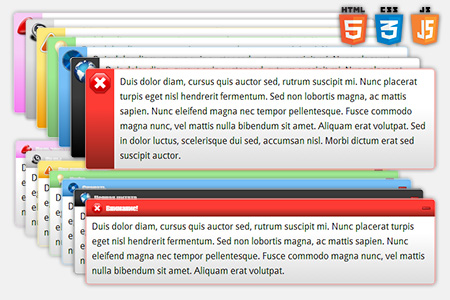 HTML CSS JS
5 3 JS
Duis dolor diam, cursus quis auctor sed, rutrum suscipit mi. Nunc placerat
turpis eget nisl hendrerit fermentum. Sed non lobortis magna, ac mattis
sapien. Nunc eleifend magna nec tempor pellentesque. Fusce commodo
magna nunc, vel mattis nulla bibendum sit amet. Aliquam erat volutpat. Sed
in dolor luctus, scelerisque dui sed, accumsan nisl. Morbi dictum erat sed
suscipit auctor.
Duis dolor diam, cursus quis auctor sed, rutrum suscipit mi. Nunc placerat turpis
eget nisl hendrerit fermentum. Sed non lobortis magna, ac mattis sapien. Nunc
eleifend magna nec tempor pellentesque. Fusce commodo magna nunc, vel mattis
nulla bibendum sit amet. Aliquam erat volutpat.